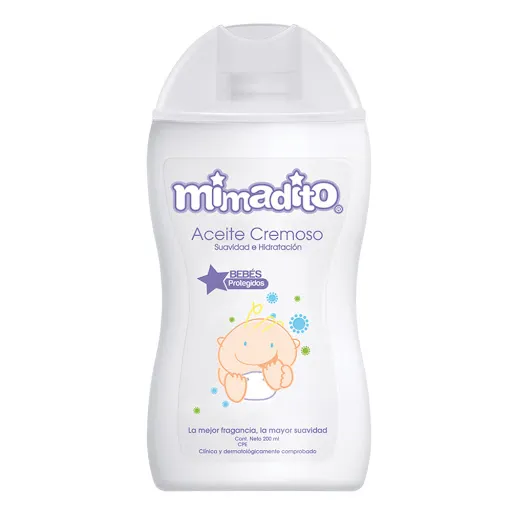 mimadito®
Aceite Cremoso
Suavidad e Hidratación
BEBÉS
Protegidos
La mejor fragancia, la mayor suavidad
Cont. Neto 200 ml
CPE
Clínica y dermatológicamente comprobado